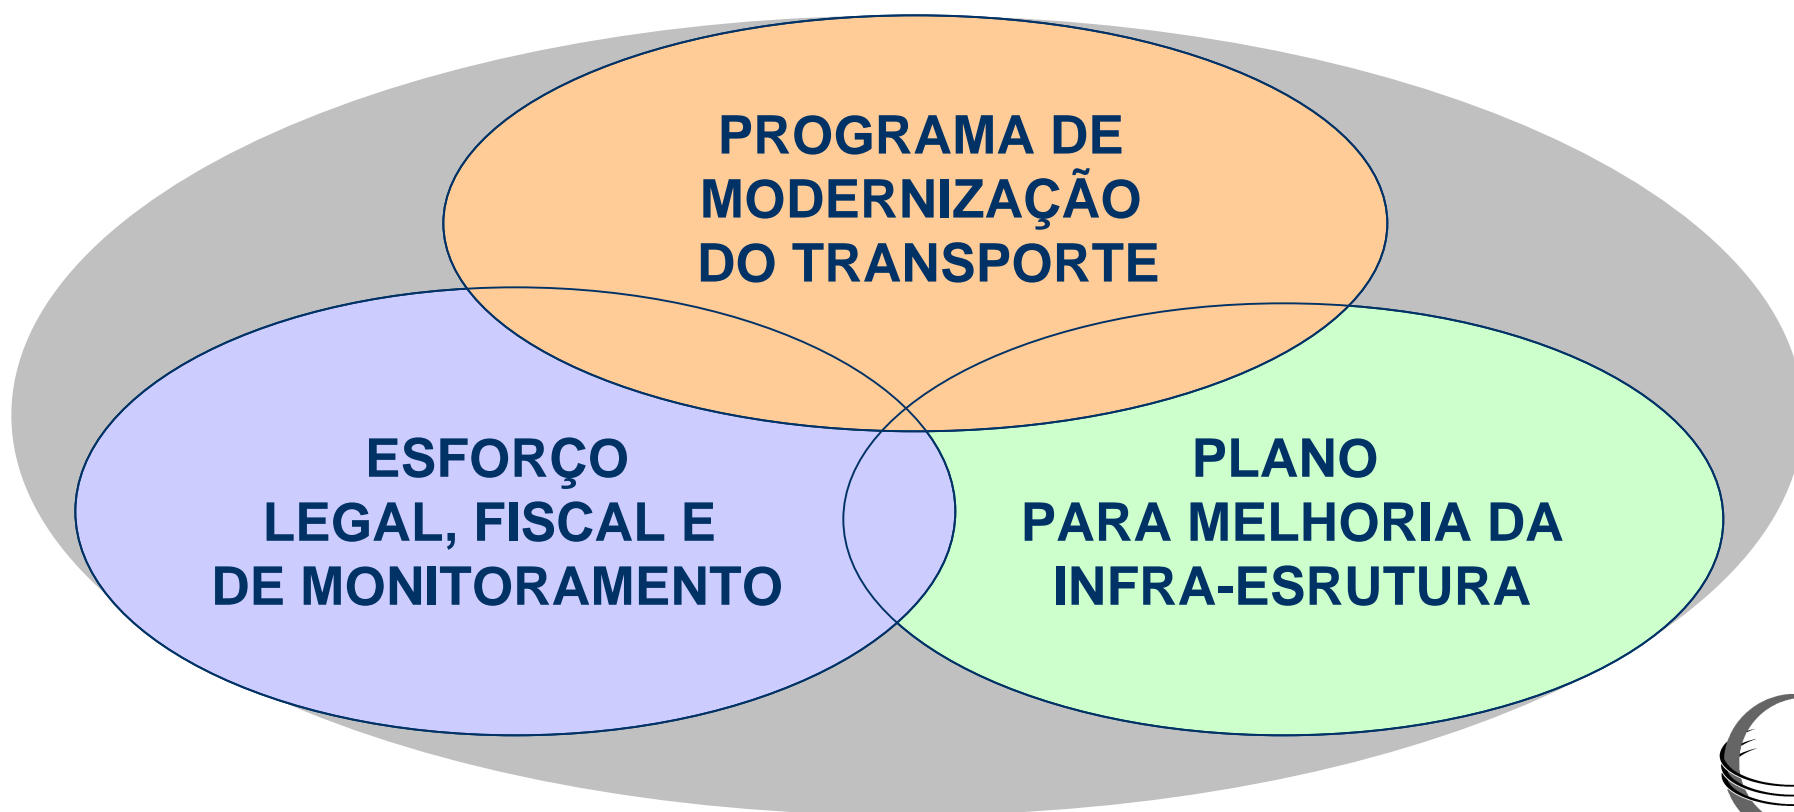 PROGRAMA DE
MODERNIZAÇÃO
DO TRANSPORTE
ESFORÇO
LEGAL, FISCAL E
DE MONITORAMENTO
PLANO
PARA MELHORIA DA
INFRA-ESRUTURA